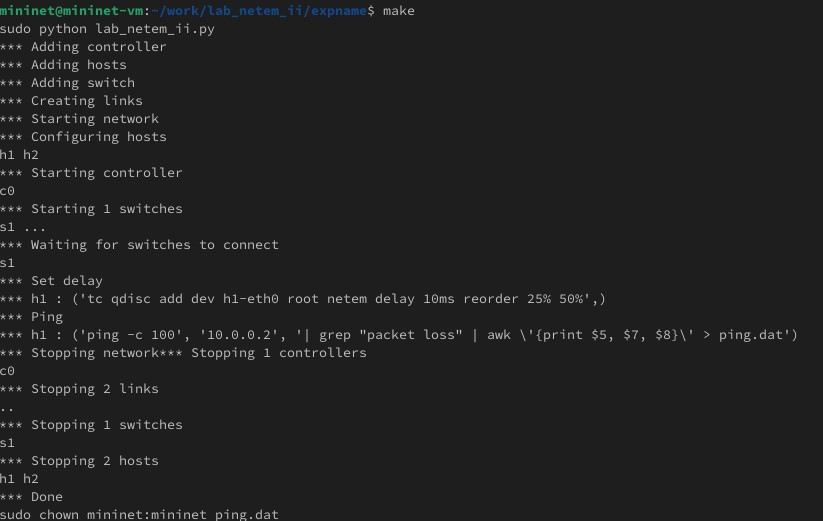 mininet@mininet-vm:~/work/lab_netem_ii/expname$ make
sudo python lab_netem_ii.py
*** Adding controller
*** Adding hosts
*** Adding switch
*** Creating links
*** Starting network
*** Configuring hosts
h1 h2
*** Starting controller
c0
*** Starting 1 switches
s1 ...
*** Waiting for switches to connect
s1
*** Set delay
*** h1 : ('tc qdisc add dev h1-eth0 root netem delay 10ms reorder 25% 50%',)
*** Ping
*** h1 : ('ping -c 100', '10.0.0.2', '| grep "packet loss" | awk \'{print $5, $7, $8}\' > ping.dat')
*** Stopping network*** Stopping 1 controllers
c0
*** Stopping 2 links
..
*** Stopping 1 switches
s1
*** Stopping 2 hosts
h1 h2
*** Done
sudo chown mininet:mininet ping.dat